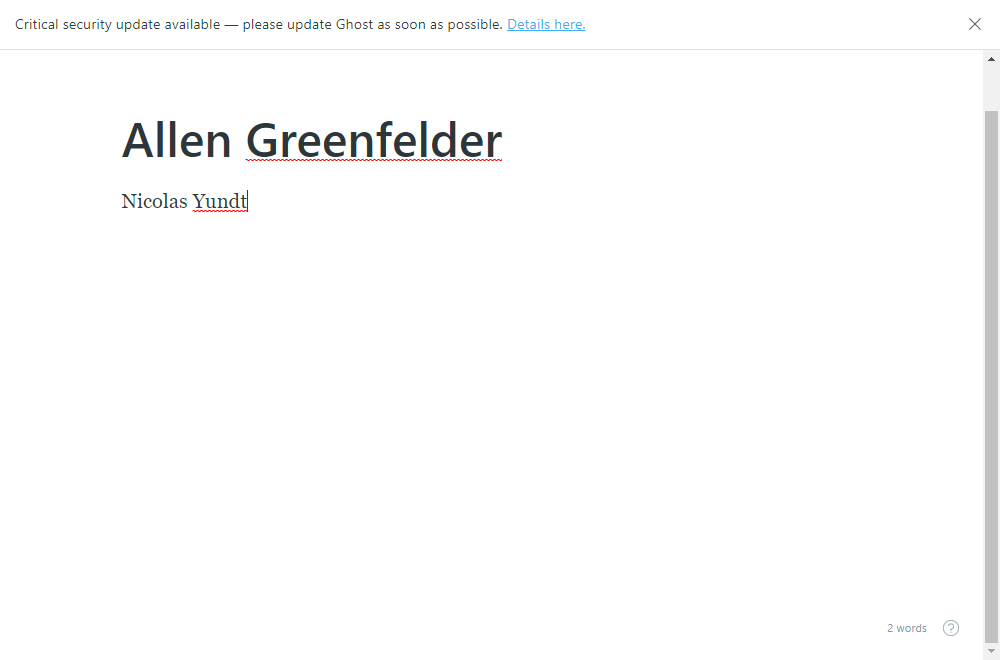 Critical security update available — please update Ghost as soon as possible. Details here.
Allen Greenfelder
Nicolas Yundt
2 words
?